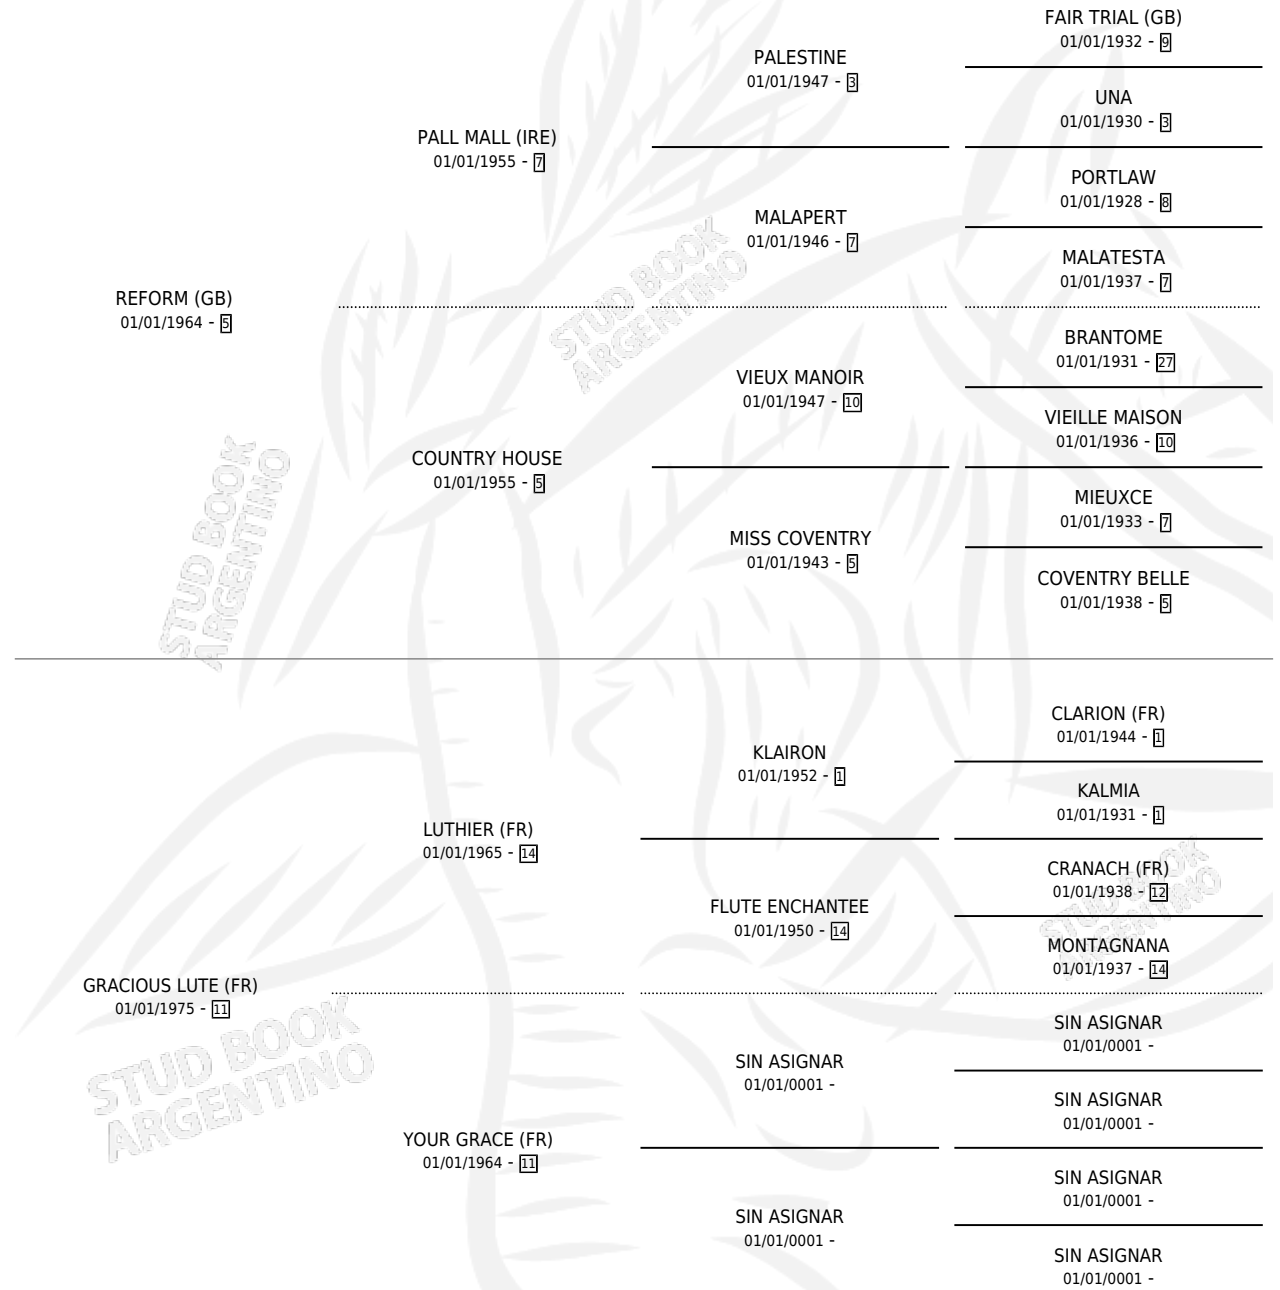 FAIR TRIAL (GB)
01/01/1932 - 9
PALESTINE
01/01/1947 - 3
UNA
01/01/1930 - 3
PALL MALL (IRE)
01/01/1955 - 7
PORTLAW
01/01/1928 - 8
MALAPERT
01/01/1946 - 7
MALATESTA
01/01/1937 - 7
REFORM (GB)
01/01/1964 - 5
BRANTOME
01/01/1931 - 27
VIEUX MANOIR
01/01/1947 - 10
VIEILLE MAISON
01/01/1936 - 10
COUNTRY HOUSE
01/01/1955 - 5
MIEUXCE
01/01/1933 - 7
MISS COVENTRY
01/01/1943 - 5
COVENTRY BELLE
01/01/1938 - 5
STUD BOOK
ARGENTINO
STUD BOOK
ARGENTINO
CLARION (FR)
01/01/1944 - 1
KLAIRON
01/01/1952 - 1
KALMIA
01/01/1931 - 1
LUTHIER (FR)
01/01/1965 - 14
CRANACH (FR)
01/01/1938 - 12
FLUTE ENCHANTEE
01/01/1950 - 14
MONTAGNANA
01/01/1937 - 14
STUD BOOK
ARGENTINO
GRACIOUS LUTE (FR)
01/01/1975 - 11
SIN ASIGNAR
01/01/0001 -
SIN ASIGNAR
01/01/0001 -
SIN ASIGNAR
01/01/0001 -
YOUR GRACE (FR)
01/01/1964 - 11
SIN ASIGNAR
01/01/0001 -
SIN ASIGNAR
01/01/0001 -
SIN ASIGNAR
01/01/0001 -
STUD BOOK
ARGENTINO